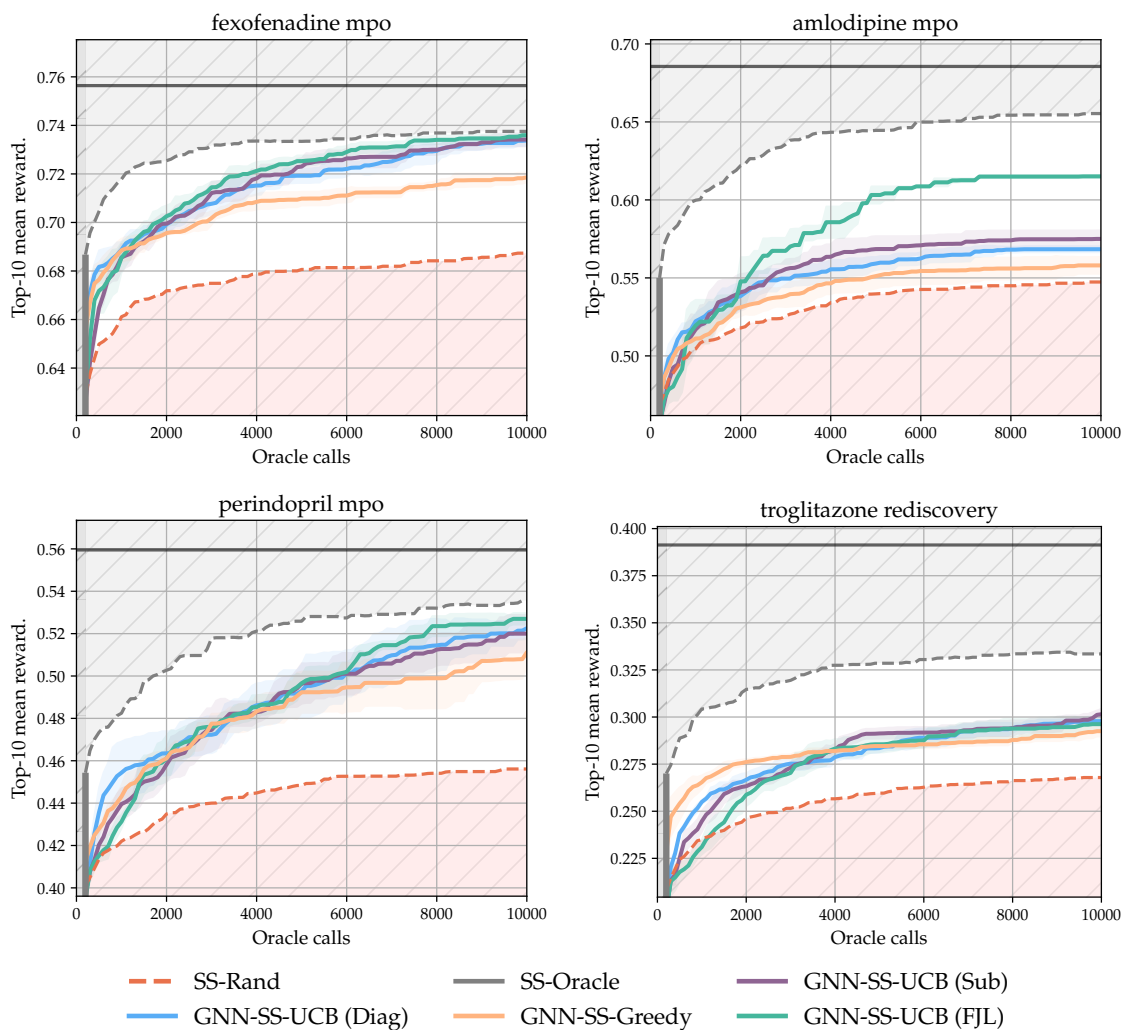 fexofenadine mpo
Top-10 mean reward.
0.76
0.74
0.72
0.70
0.68
0.66
0.64
0 2000 4000 6000 8000 10000
Oracle calls
amlodipine mpo
Top-10 mean reward.
0.70
0.65
0.60
0.55
0.50
0 2000 4000 6000 8000 10000
Oracle calls
perindopril mpo
Top-10 mean reward.
0.56
0.54
0.52
0.50
0.48
0.46
0.44
0.42
0.40
0 2000 4000 6000 8000 10000
Oracle calls
troglitazone rediscovery
Top-10 mean reward.
0.400
0.375
0.350
0.325
0.300
0.275
0.250
0.225
0 2000 4000 6000 8000 10000
Oracle calls
SS-Rand SS-Oracle GNN-SS-UCB (Sub)
GNN-SS-UCB (Diag) GNN-SS-Greedy GNN-SS-UCB (FJL)